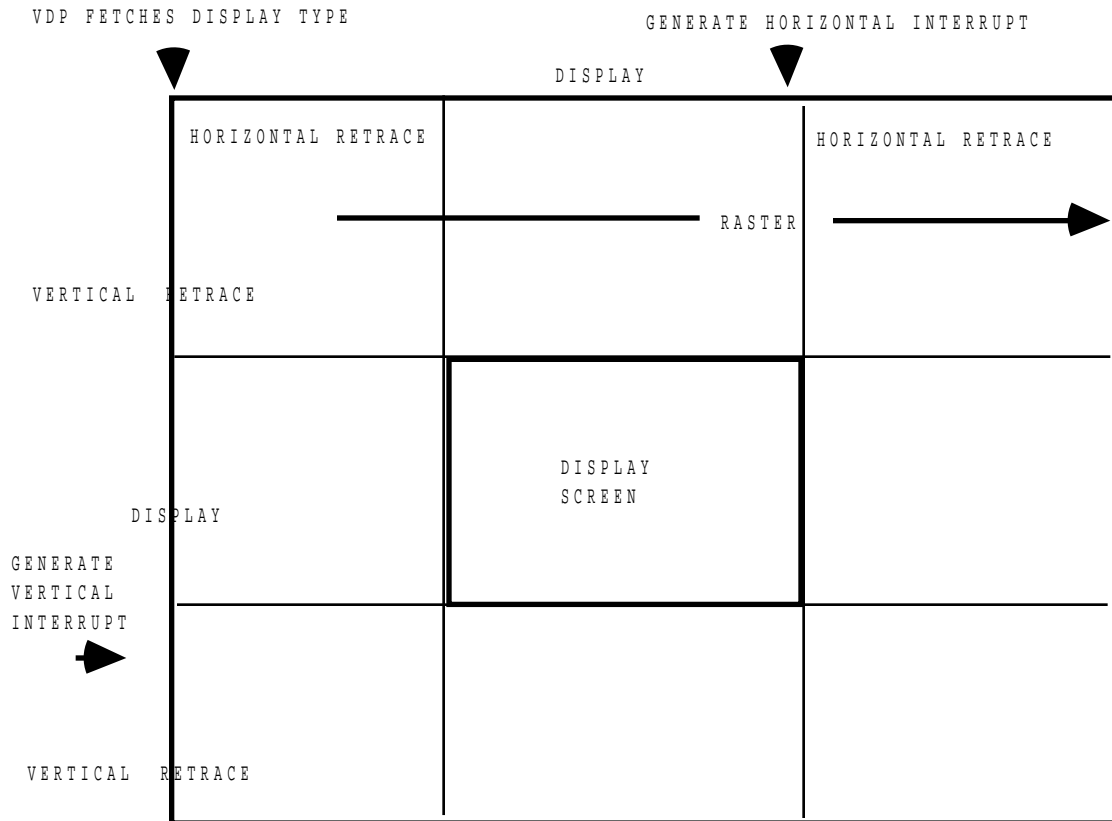 VDP FETCHES DISPLAY TYPE
GENERATE HORIZONTAL INTERRUPT
DISPLAY
HORIZONTAL RETRACE
HORIZONTAL RETRACE
RASTER
VERTICAL RETRACE
DISPLAY
SCREEN
DISPLAY
GENERATE
VERTICAL
INTERRUPT
VERTICAL RETRACE